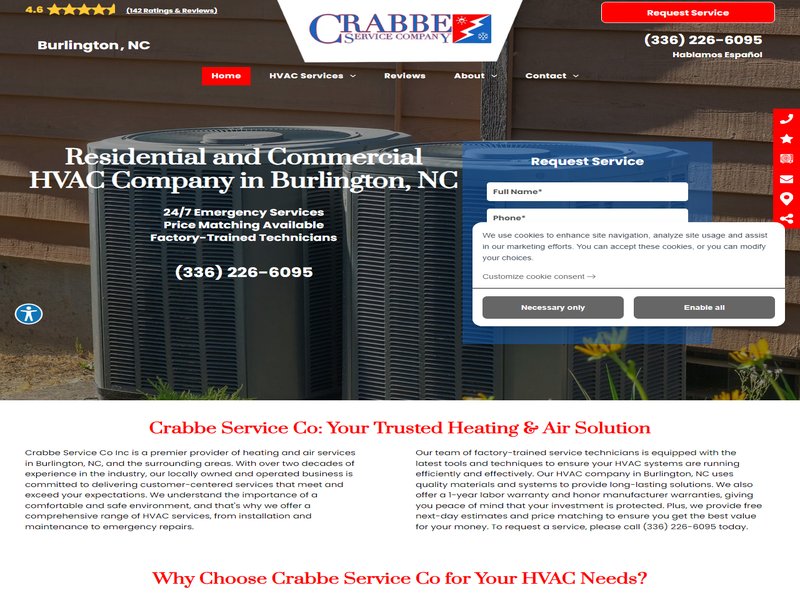 4.6 (142 Ratings & Reviews)
Burlington, NC
CRABBE
SERVICE COMPANY
Request Service
(336) 226-6095
Hablamos Español
Home HVAC Services Reviews About Contact
Residential and Commercial
HVAC Company in Burlington, NC
24/7 Emergency Services
Price Matching Available
Factory-Trained Technicians
(336) 226-6095
Request Service
Full Name*
Phone*
We use cookies to enhance site navigation, analyze site usage and assist
in our marketing efforts. You can accept these cookies, or you can modify
your choices.
Customize cookie consent →
Necessary only
Enable all
Crabbe Service Co: Your Trusted Heating & Air Solution
Crabbe Service Co Inc is a premier provider of heating and air services
in Burlington, NC, and the surrounding areas. With over two decades of
experience in the industry, our locally owned and operated business is
committed to delivering customer-centered services that meet and
exceed your expectations. We understand the importance of a
comfortable and safe environment, and that's why we offer a
comprehensive range of HVAC services, from installation and
maintenance to emergency repairs.
Our team of factory-trained service technicians is equipped with the
latest tools and techniques to ensure your HVAC systems are running
efficiently and effectively. Our HVAC company in Burlington, NC uses
quality materials and systems to provide long-lasting solutions. We also
offer a 1-year labor warranty and honor manufacturer warranties, giving
you peace of mind that your investment is protected. Plus, we provide free
next-day estimates and price matching to ensure you get the best value
for your money. To request a service, please call (336) 226-6095 today.
Why Choose Crabbe Service Co for Your HVAC Needs?